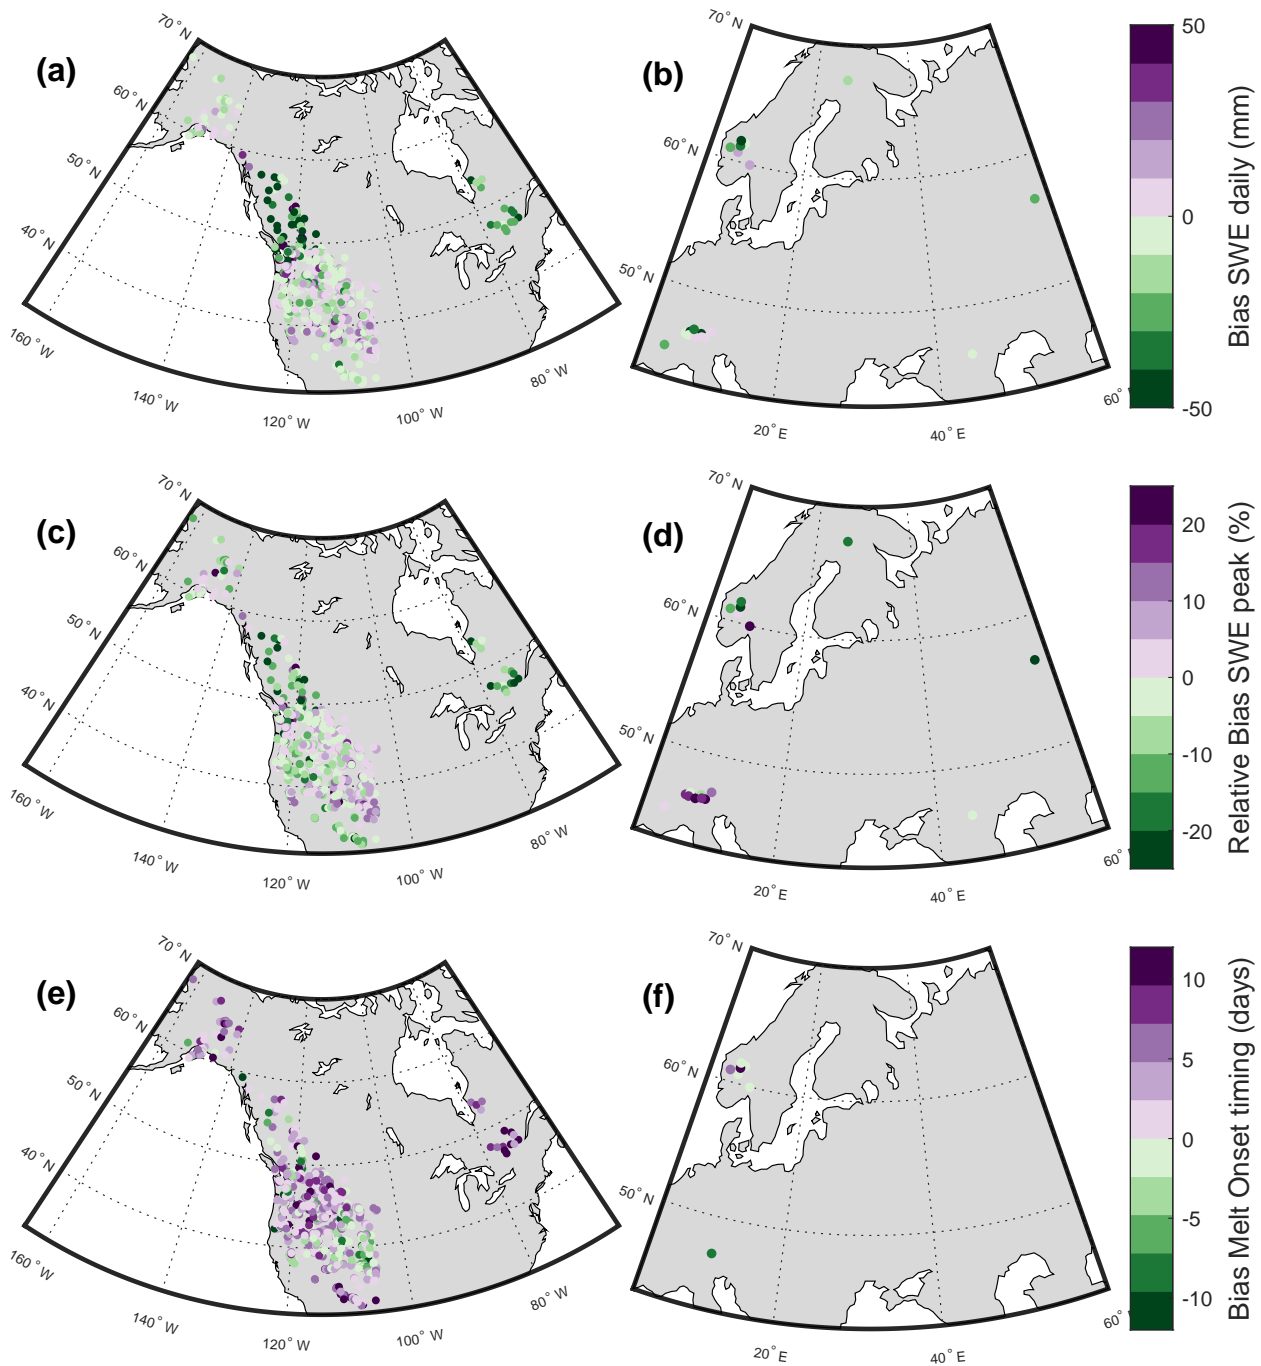 (a)
70° N
60° N
50° N
40° N
160° W
140° W
120° W
100° W
80° W
(b)
70° N
60° N
50° N
20° E
40° E
60°
50
0
-50
Bias SWE daily (mm)
(c)
70° N
60° N
50° N
40° N
160° W
140° W
120° W
100° W
80° W
(d)
70° N
60° N
50° N
20° E
40° E
60°
20
10
0
-10
-20
Relative Bias SWE peak (%)
(e)
70° N
60° N
50° N
40° N
160° W
140° W
120° W
100° W
80° W
(f)
70° N
60° N
50° N
20° E
40° E
60°
10
5
0
-5
-10
Bias Melt Onset timing (days)